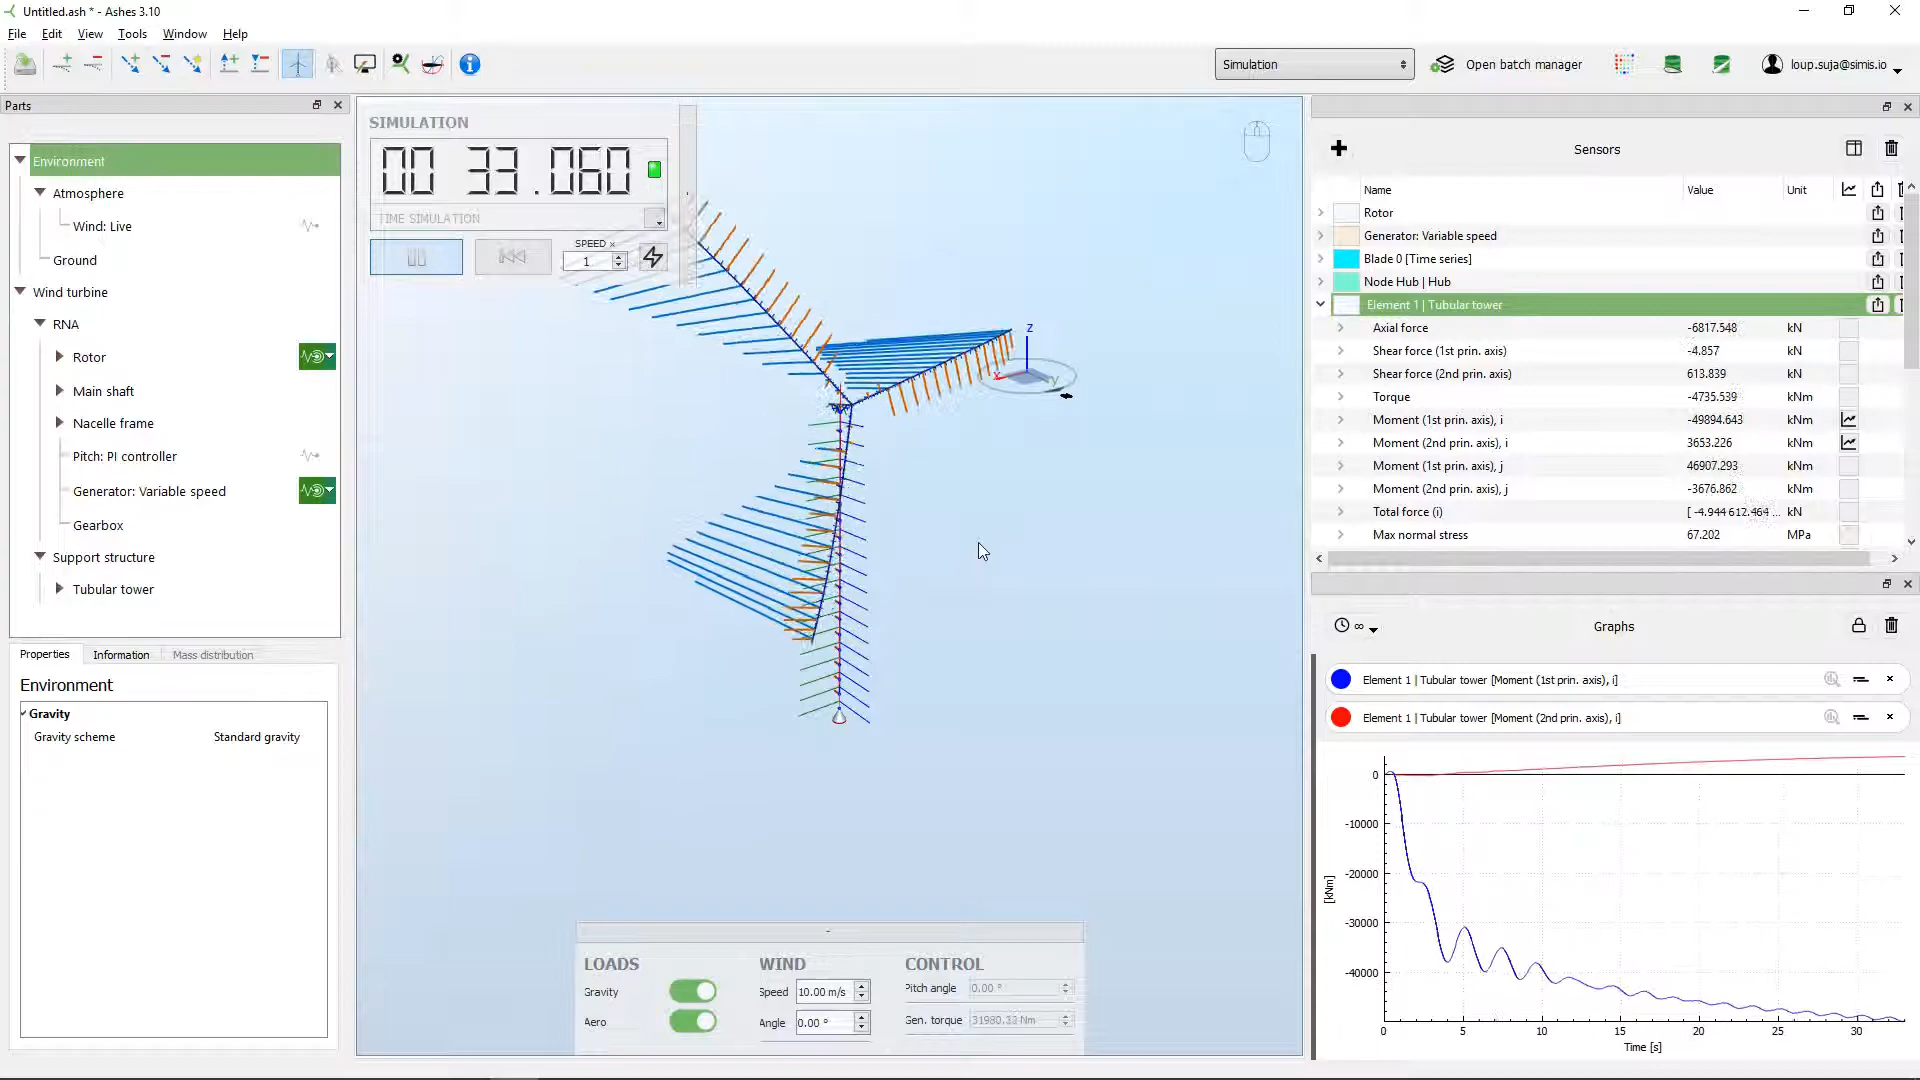 Untitled.ash * - Ashes 3.10
File Edit View Tools Window Help
Simulation
Open batch manager
loup.suja@simis.io
Parts
Environment
Atmosphere
Wind: Live
Ground
Wind turbine
RNA
Rotor
Main shaft
Nacelle frame
Pitch: PI controller
Generator: Variable speed
Gearbox
Support structure
Tubular tower
Properties Information Mass distribution
Environment
Gravity
Gravity scheme Standard gravity
SIMULATION
00 33.060
TIME SIMULATION
SPEED ×
1
z
x
y
LOADS WIND CONTROL
Gravity Speed 10.00 m/s Pitch angle 0.00 °
Aero Angle 0.00 ° Gen. torque 31980.33 Nm
Sensors
Name Value Unit
Rotor
Generator: Variable speed
Blade 0 [Time series]
Node Hub | Hub
Element 1 | Tubular tower
Axial force -6817.548 kN
Shear force (1st prin. axis) -4.857 kN
Shear force (2nd prin. axis) 613.839 kN
Torque -4735.539 kNm
Moment (1st prin. axis), i -49894.643 kNm
Moment (2nd prin. axis), i 3653.226 kNm
Moment (1st prin. axis), j 46907.293 kNm
Moment (2nd prin. axis), j -3676.862 kNm
Total force (i) [ -4.944 612.464 ... kN
Max normal stress 67.202 MPa
∞
Graphs
Element 1 | Tubular tower [Moment (1st prin. axis), i]
Element 1 | Tubular tower [Moment (2nd prin. axis), i]
0
-10000
-20000
-30000
-40000
[kNm]
0 5 10 15 20 25 30
Time [s]